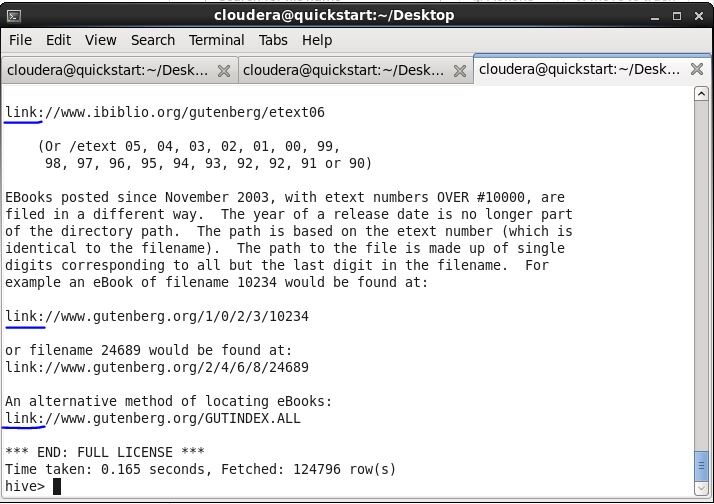 cloudera@quickstart:~/Desktop
File Edit View Search Terminal Tabs Help
cloudera@quickstart:~/Desk... cloudera@quickstart:~/Desk... cloudera@quickstart:~/Desk...
link://www.ibiblio.org/gutenberg/etext06
(Or /etext 05, 04, 03, 02, 01, 00, 99,
98, 97, 96, 95, 94, 93, 92, 92, 91 or 90)
EBooks posted since November 2003, with etext numbers OVER #10000, are
filed in a different way.  The year of a release date is no longer part
of the directory path.  The path is based on the etext number (which is
identical to the filename).  The path to the file is made up of single
digits corresponding to all but the last digit in the filename.  For
example an eBook of filename 10234 would be found at:
link://www.gutenberg.org/1/0/2/3/10234
or filename 24689 would be found at:
link://www.gutenberg.org/2/4/6/8/24689
An alternative method of locating eBooks:
link://www.gutenberg.org/GUTINDEX.ALL
*** END: FULL LICENSE ***
Time taken: 0.165 seconds, Fetched: 124796 row(s)
hive>